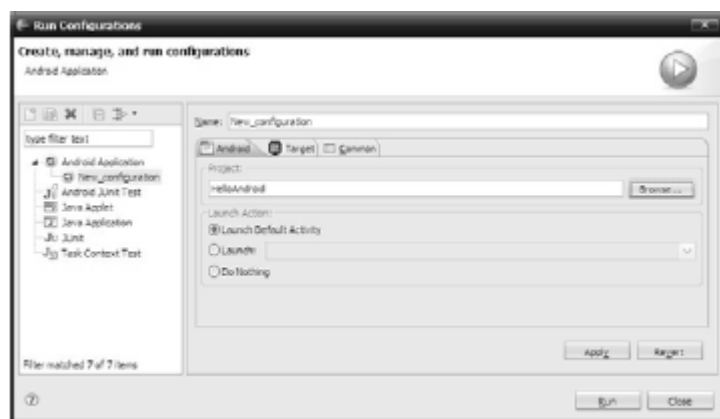 Run Configurations
Create, manage, and run configurations
Android Application
type filter text
Android Application
New_configuration
Android JUnit Test
Java Applet
Java Application
JUnit
Task Context Test
Filter matched 7 of 7 items
Name: New_configuration
Android Target Common
Project:
HelloAndroid Browse...
Launch Action:
Launch Default Activity
Launch:
Do Nothing
Apply Revert
Run Close